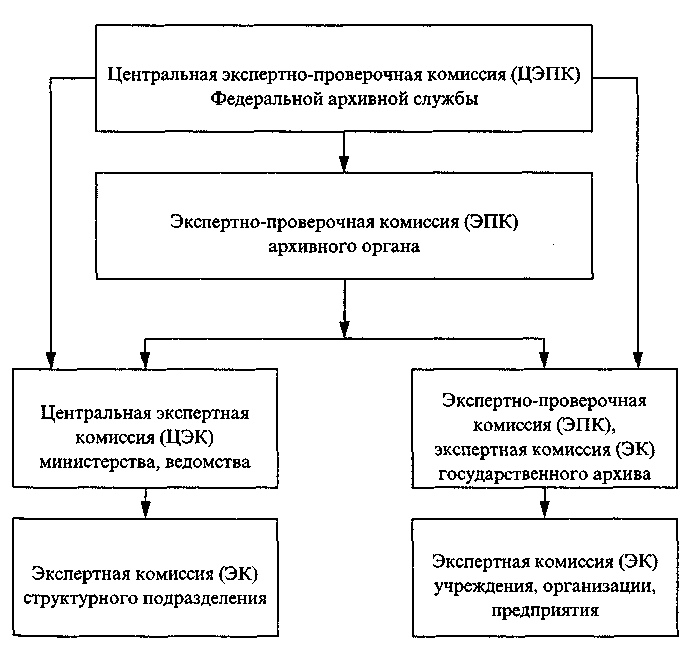 Центральная экспертно-проверочная комиссия (ЦЭПК)
Федеральной архивной службы
Экспертно-проверочная комиссия (ЭПК)
архивного органа
Центральная экспертная
комиссия (ЦЭК)
министерства, ведомства
Экспертно-проверочная
комиссия (ЭПК),
экспертная комиссия (ЭК)
государственного архива
Экспертная комиссия (ЭК)
структурного подразделения
Экспертная комиссия (ЭК)
учреждения, организации,
предприятия